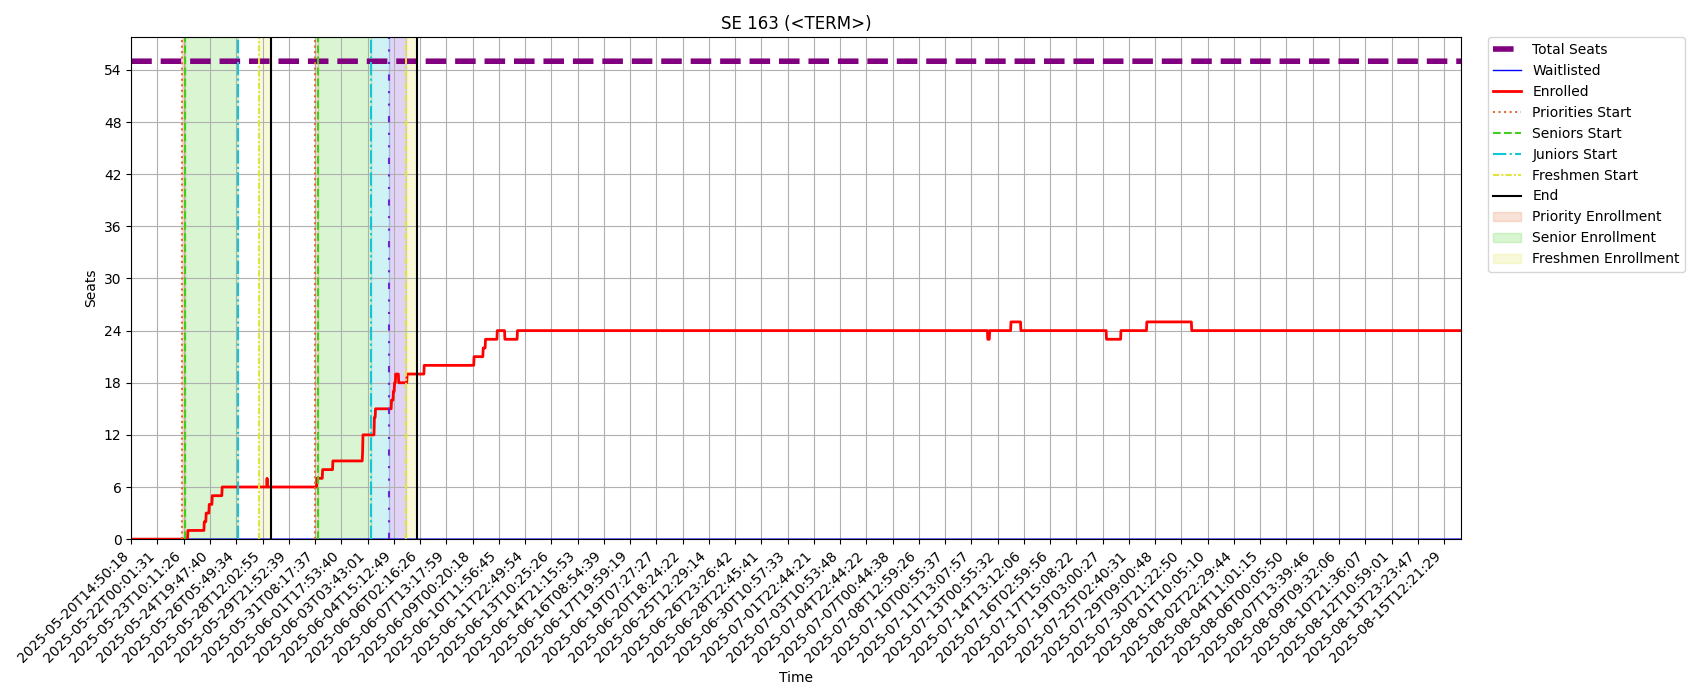 SE 163 (<TERM>)
Total Seats
Waitlisted
Enrolled
Priorities Start
Seniors Start
Juniors Start
Freshmen Start
End
Priority Enrollment
Senior Enrollment
Freshmen Enrollment
Seats
54
48
42
36
30
24
18
12
6
0
2025-05-20T14:50:18
2025-05-22T00:01:31
2025-05-23T10:11:26
2025-05-24T19:47:40
2025-05-26T05:49:34
2025-05-28T12:02:55
2025-05-29T21:52:39
2025-05-31T08:17:37
2025-06-01T17:53:40
2025-06-03T03:43:01
2025-06-04T15:12:49
2025-06-06T02:16:26
2025-06-07T13:17:59
2025-06-09T00:20:18
2025-06-10T11:56:45
2025-06-11T22:49:54
2025-06-13T10:25:26
2025-06-14T21:15:53
2025-06-16T08:54:39
2025-06-17T19:59:19
2025-06-19T07:27:27
2025-06-20T18:24:22
2025-06-25T12:29:14
2025-06-26T23:26:42
2025-06-28T22:45:41
2025-06-30T10:57:33
2025-07-01T22:44:21
2025-07-03T10:53:48
2025-07-04T22:44:22
2025-07-07T00:44:38
2025-07-08T12:59:26
2025-07-10T00:55:37
2025-07-11T13:07:57
2025-07-13T00:55:32
2025-07-14T13:12:06
2025-07-16T02:59:56
2025-07-17T15:08:22
2025-07-19T03:00:27
2025-07-25T02:40:31
2025-07-29T09:00:48
2025-07-30T21:22:50
2025-08-01T10:05:10
2025-08-02T22:29:44
2025-08-04T11:01:15
2025-08-06T00:05:50
2025-08-07T13:39:46
2025-08-09T09:32:06
2025-08-10T21:36:07
2025-08-12T10:59:01
2025-08-13T23:23:47
2025-08-15T12:21:29
Time